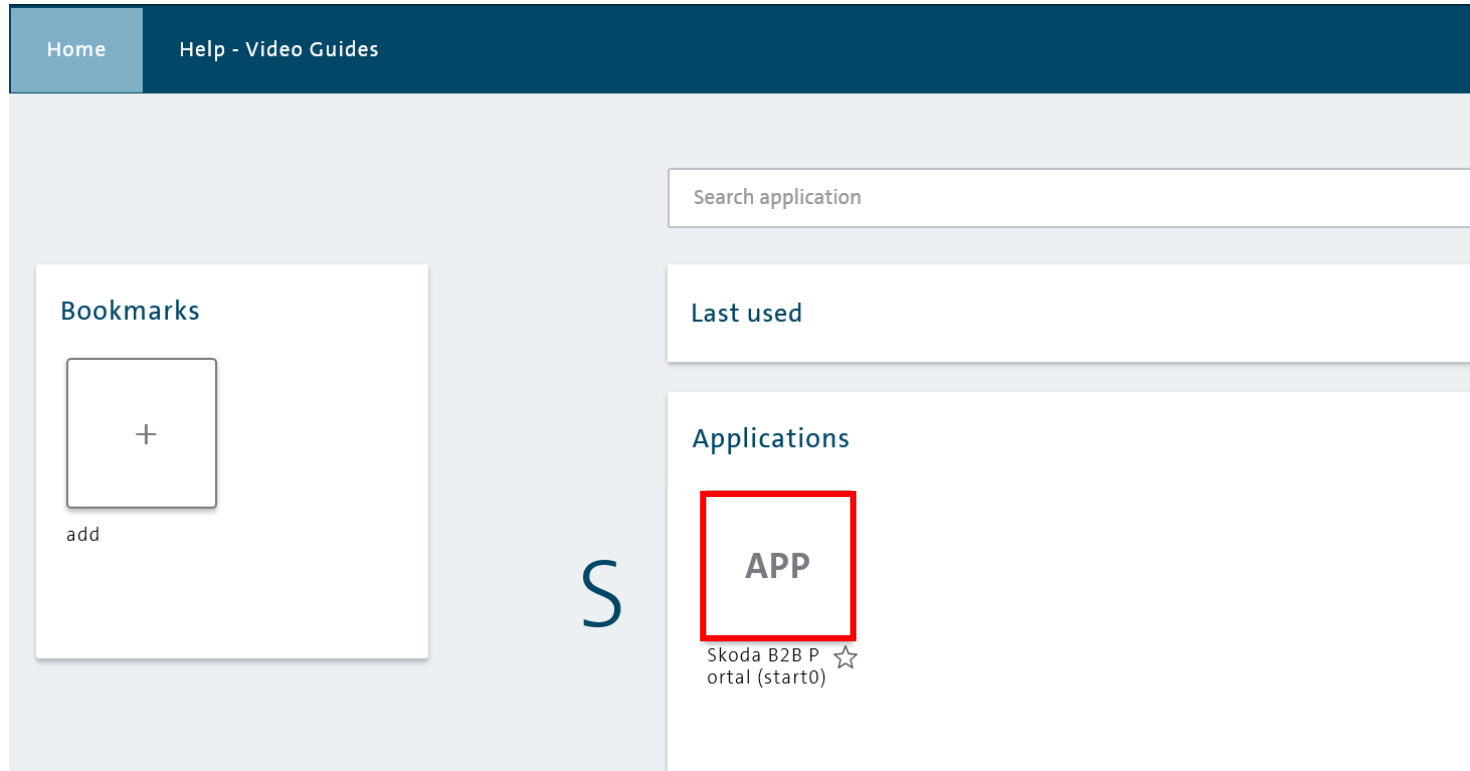 Home
Help - Video Guides
Search application
Bookmarks
+
add
Last used
Applications
S
APP
Skoda B2B P
ortal (start0)